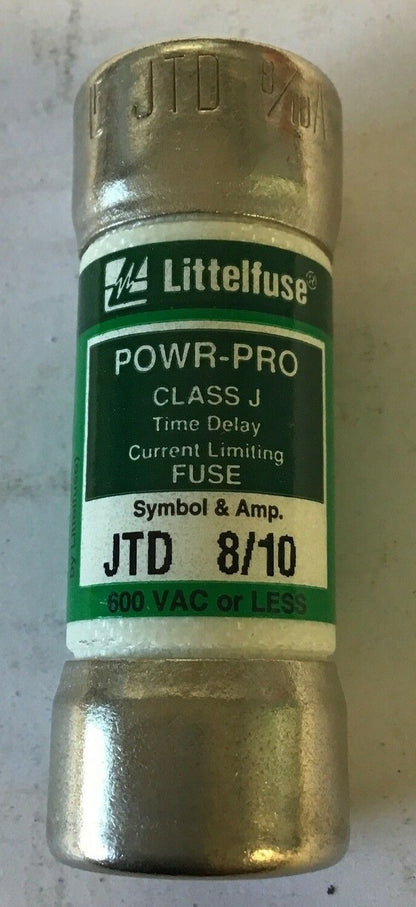 JTD 8/10A
Littelfuse®
POWR-PRO
CLASS J
Time Delay
Current Limiting
FUSE
Symbol & Amp.
JTD 8/10
600 VAC or LESS